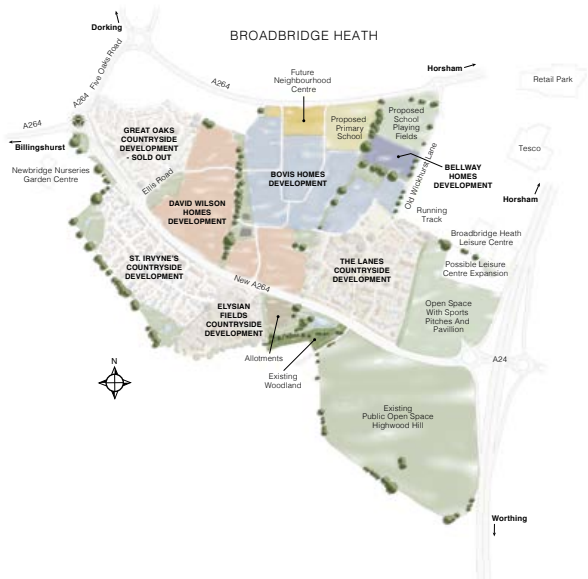 BROADBRIDGE HEATH
Dorking
A264 Five Oaks Road
A264
Horsham
Retail Park
Future
Neighbourhood
Centre
Proposed
Primary
School
Proposed
School
Playing
Fields
A264
Billingshurst
GREAT OAKS
COUNTRYSIDE
DEVELOPMENT
- SOLD OUT
Tesco
Newbridge Nurseries
Garden Centre
Ellis Road
BOVIS HOMES
DEVELOPMENT
BELLWAY
HOMES
DEVELOPMENT
Old Wickhurst Lane
Horsham
DAVID WILSON
HOMES
DEVELOPMENT
Running
Track
Broadbridge Heath
Leisure Centre
ST. IRVYNE'S
COUNTRYSIDE
DEVELOPMENT
THE LANES
COUNTRYSIDE
DEVELOPMENT
Possible Leisure
Centre Expansion
New A264
ELYSIAN
FIELDS
COUNTRYSIDE
DEVELOPMENT
Open Space
With Sports
Pitches And
Pavillion
Allotments
A24
Existing
Woodland
N
Existing
Public Open Space
Highwood Hill
Worthing